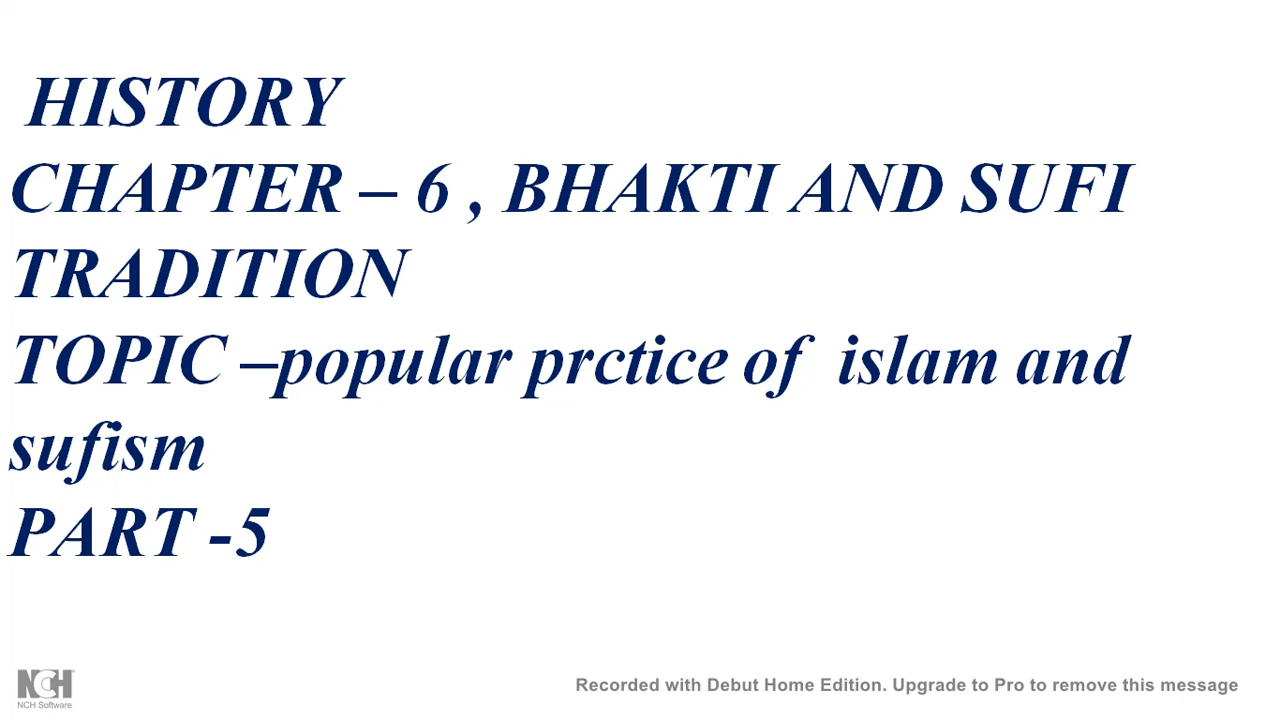 HISTORY
CHAPTER – 6 , BHAKTI AND SUFI
TRADITION
TOPIC –popular prctice of islam and
sufism
PART -5
NCH
NCH Software
Recorded with Debut Home Edition. Upgrade to Pro to remove this message